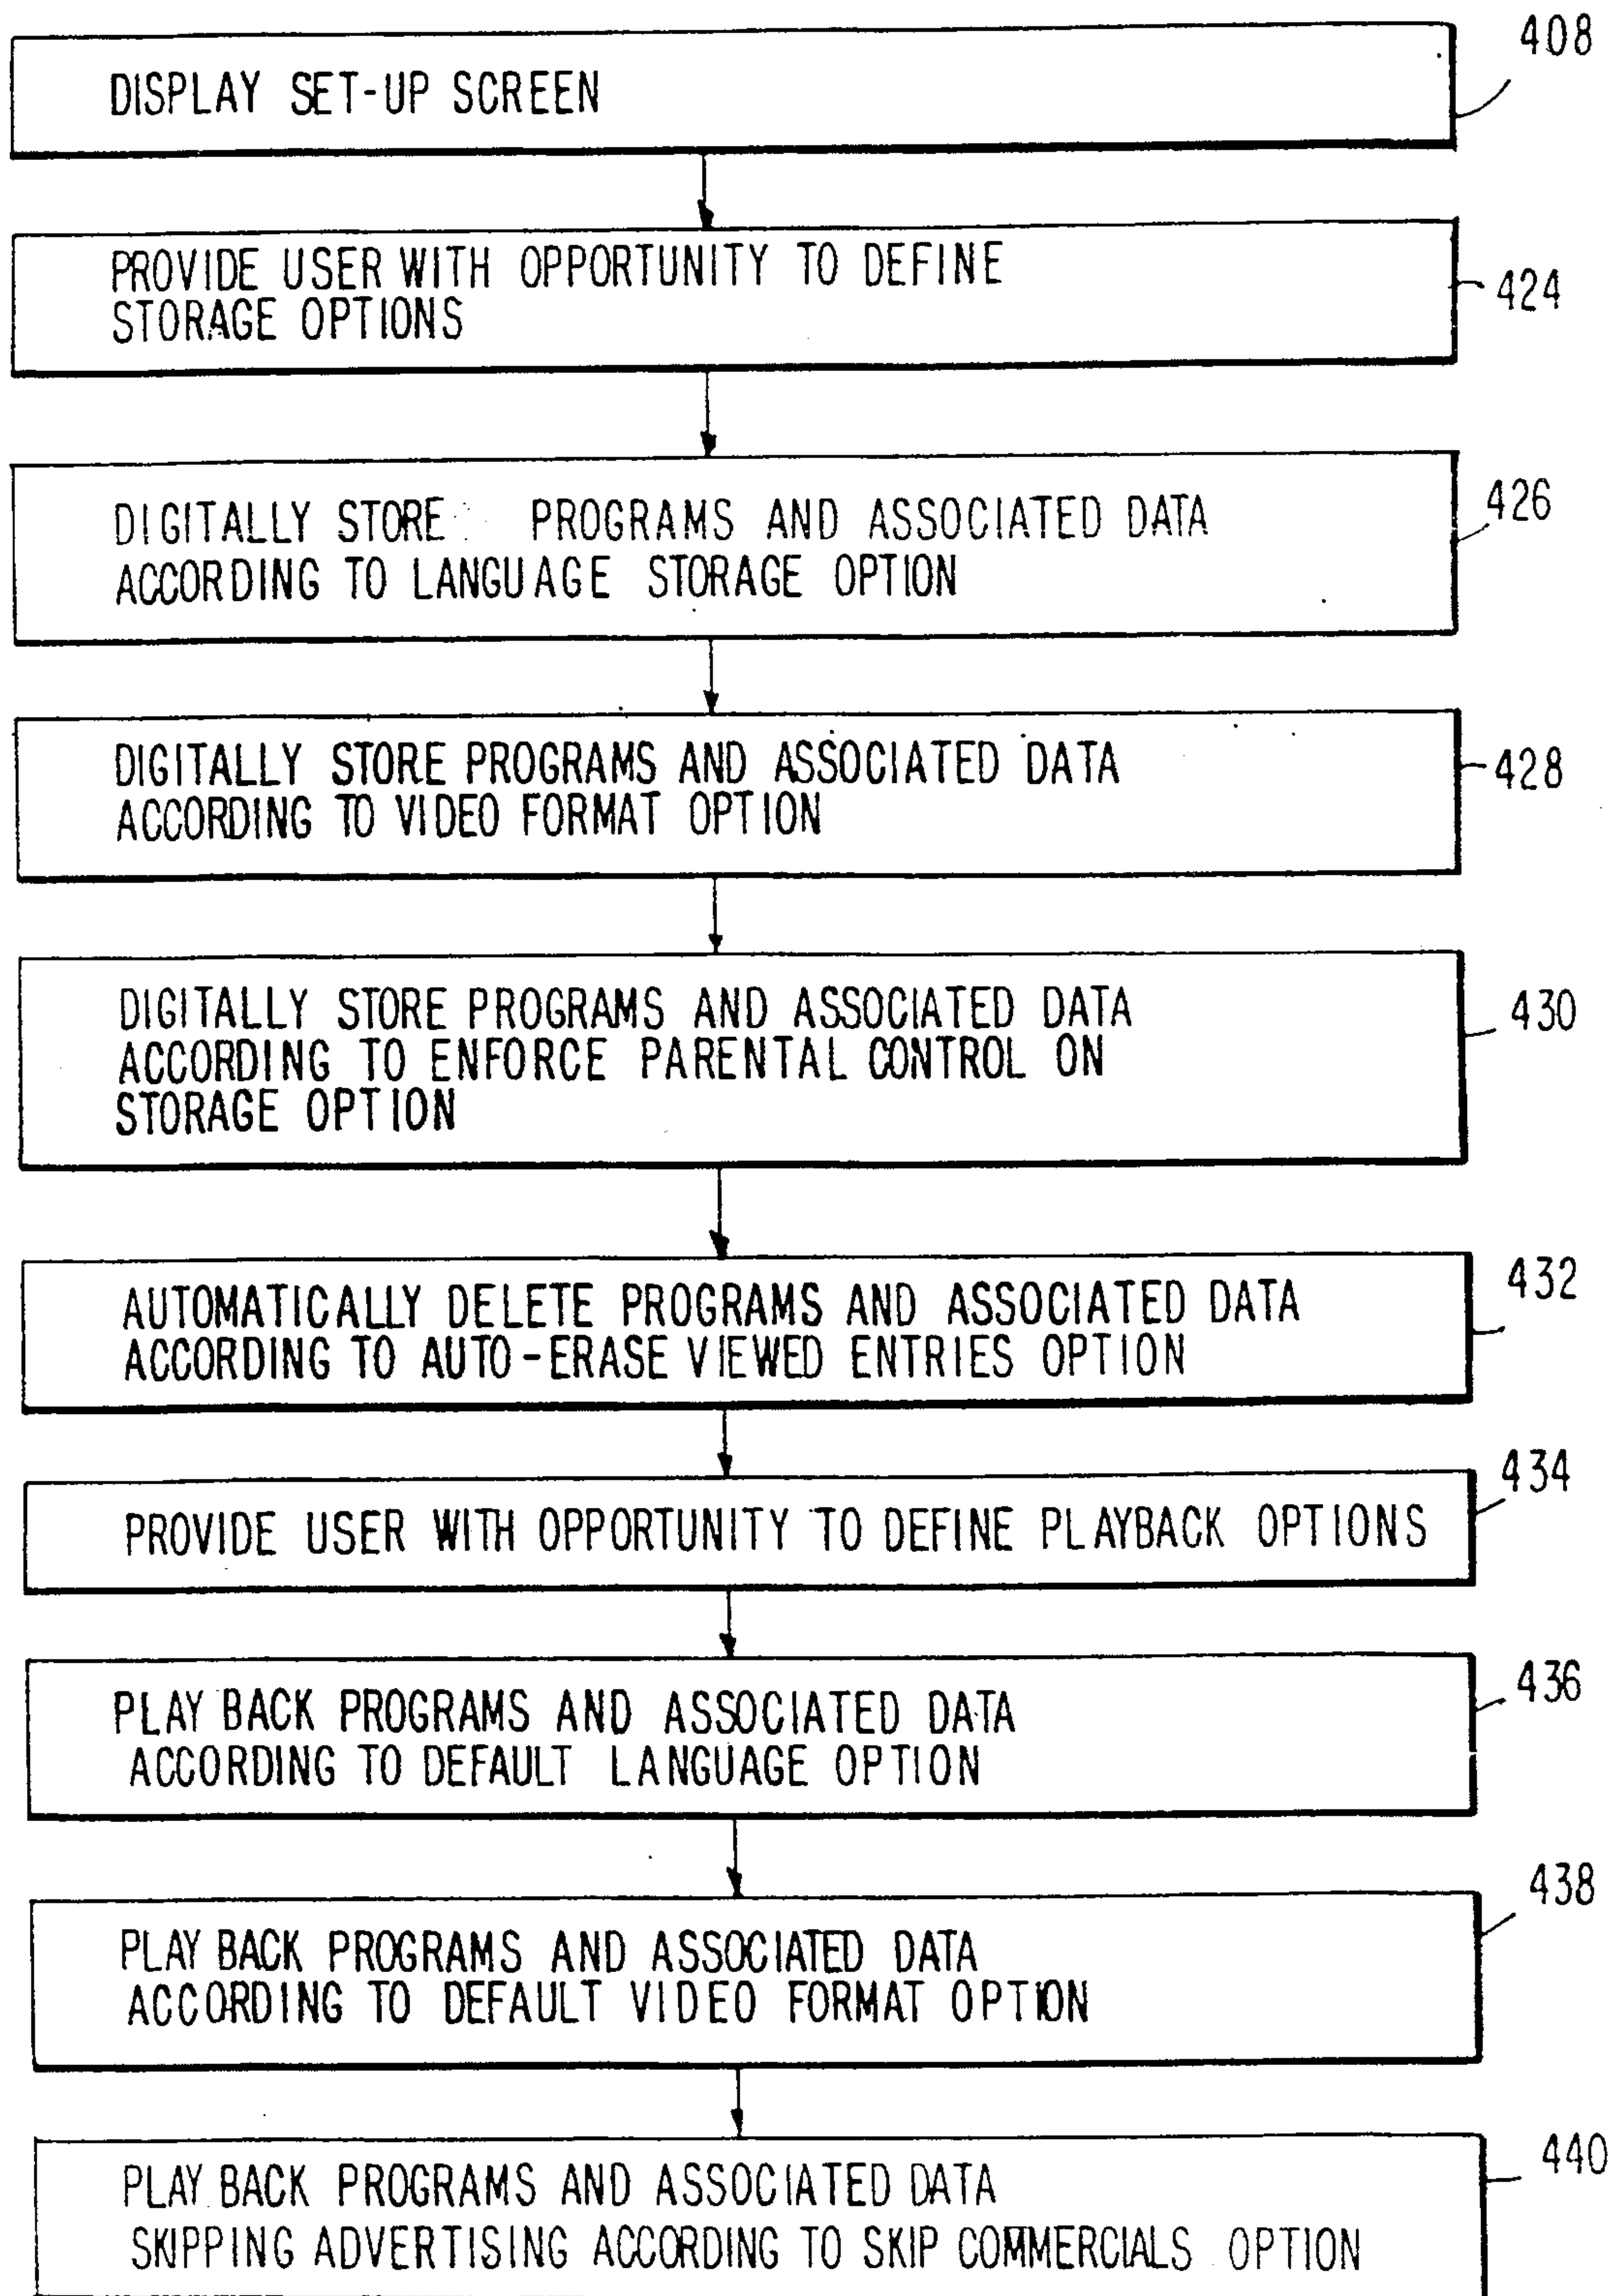 408
DISPLAY SET-UP SCREEN
PROVIDE USER WITH OPPORTUNITY TO DEFINE
STORAGE OPTIONS
424
DIGITALLY STORE PROGRAMS AND ASSOCIATED DATA
ACCORDING TO LANGUAGE STORAGE OPTION
426
DIGITALLY STORE PROGRAMS AND ASSOCIATED DATA
ACCORDING TO VIDEO FORMAT OPTION
428
DIGITALLY STORE PROGRAMS AND ASSOCIATED DATA
ACCORDING TO ENFORCE PARENTAL CONTROL ON
STORAGE OPTION
430
AUTOMATICALLY DELETE PROGRAMS AND ASSOCIATED DATA
ACCORDING TO AUTO-ERASE VIEWED ENTRIES OPTION
432
PROVIDE USER WITH OPPORTUNITY TO DEFINE PLAYBACK OPTIONS
434
PLAY BACK PROGRAMS AND ASSOCIATED DATA
ACCORDING TO DEFAULT LANGUAGE OPTION
436
PLAY BACK PROGRAMS AND ASSOCIATED DATA
ACCORDING TO DEFAULT VIDEO FORMAT OPTION
438
PLAY BACK PROGRAMS AND ASSOCIATED DATA
SKIPPING ADVERTISING ACCORDING TO SKIP COMMERCIALS OPTION
440